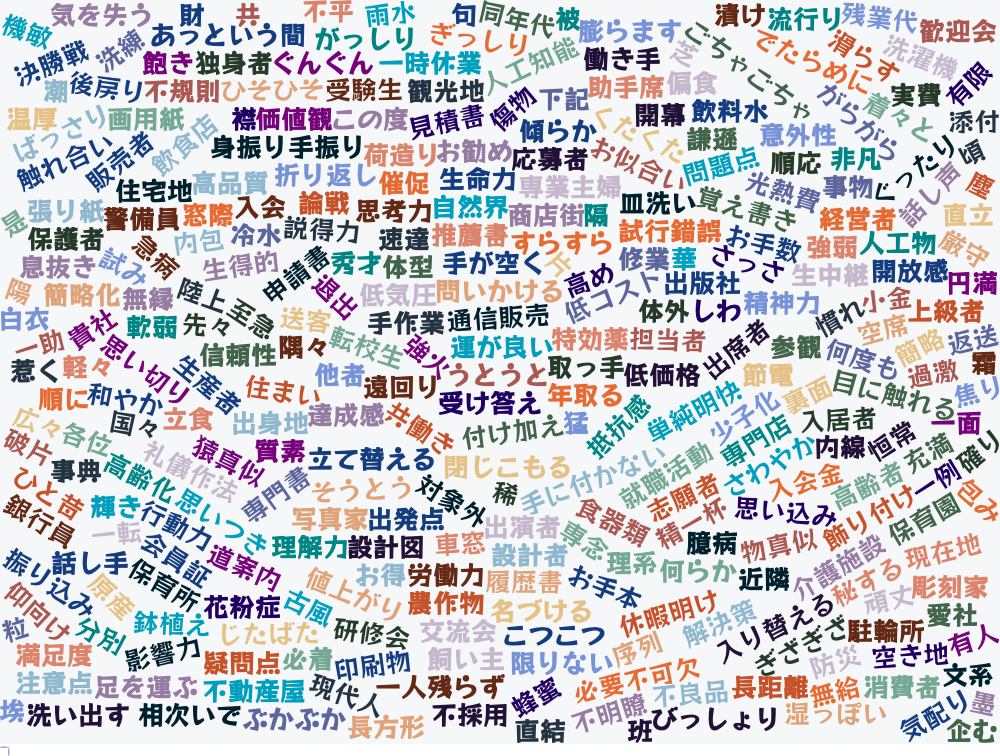 気を失う 財 共 不平 雨水 句 同年代 被 膨らます 漬け 流行り 残業代 歓迎会
機敏 決勝戦 洗練 あっという間 がっしり ぎっしり 人工知能 働き手 芝 ごちゃごちゃ でたらめに 滑らす 洗濯機
飽き 独身者 ぐんぐん 一時休業
潮 後戻り 不規則 ひそひそ 受験生 観光地 傷物 下記 助手席 偏食 がらがら 着々と 実費 有限
温厚 ばっさり 画用紙 襟 価値観 この度 見積書 傾らか くたくた 開幕 飲料水 謙遜 意外性 添付
触れ合い 販売者 飲食店 身振り手振り 荷造り お勧め 応募者 お似合い 問題点 順応 非凡 じったり 頃
住宅地 高品質 折り返し 催促 生命力 専業主婦 皿洗い 覚え書き 光熱費 事物 話し声 塵
是 張り紙 警備員 窓際 入会 論戦 思考力 自然界 商店街 隔 試行錯誤 お手数 経営者 直立
保護者 急病 内包 冷水 説得力 速達 推薦書 すらすら 修業 華 さっさ 強弱 人工物 厳守
息抜き 試み 生得的 申請書 秀才 体型 手が空く 汗 高め 低コスト 出版社 生中継 開放感 円満
陽 簡略化 無縁 陸上 至急 退出 低気圧 問いかける 体外 しわ 精神力 慣れ 小金 上級者
白衣 一助 貴社 軟弱 先々 送客 転校生 手作業 通信販売 特効薬 担当者 出席者 参観 何度も 空席 簡略 返送
惹く 軽々 思い切り 生産者 信頼性 隅々 強火 運が良い 取っ手 低価格 節電 目に触れる 過激 霜
順に 和やか 住まい 他者 遠回り うとうと 受け答え 年取る 抵抗感 単純明快 少子化 裏面 焦り
広々 国々 立食 出身地 達成感 共働き 付け加え 猛 専門店 入居者 一面
破片 各位 礼儀作法 猿真似 質素 立て替える 閉じこもる 手に付かない 就職活動 さわやか 内線 恒常 充満 確り
ひと昔 事典 高齢化 思いつき 専門書 そうとう 対象外 稀 食器類 志願者 入会金 高齢者 一例 包み
銀行員 輝き 行動力 写真家 出発点 出演者 精一杯 思い込み 飾り付け 保育園
一転 会員証 道案内 理解力 設計図 車窓 設計者 専念 理系 何らか 臆病 物真似 介護施設 現在地
振り込み 話し手 保育所 値上がり お得 労働力 履歴書 お手本 近隣 秘する 彫刻家
仰向け 原産 鉢植え 花粉症 古風 農作物 名づける 休暇明け 入り替える 頑丈 愛社
粒 分別 影響力 じたばた 研修会 交流会 こつこつ 序列 解決策 ぎざぎざ 駐輪所 有人
満足度 疑問点 必着 印刷物 飼い主 限りない 必要不可欠 防災 空き地
注意点 足を運ぶ 不動産屋 現代人 一人残らず 蜂蜜 不良品 長距離 無給 消費者 文系
埃 洗い出す 相次いで ぶかぶか 長方形 不採用 直結 不明瞭 班 びっしょり 湿っぽい 気配り 墨 企む